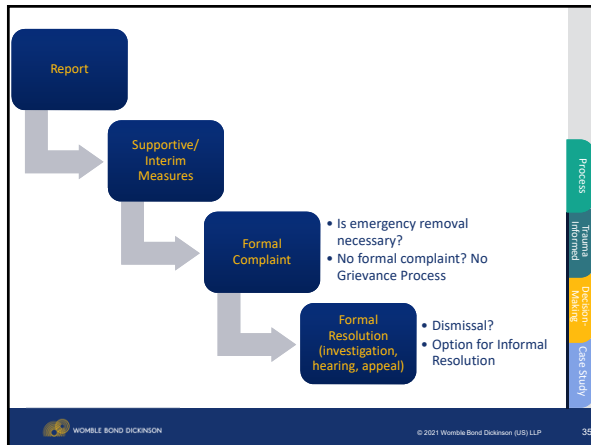 Report
Supportive/
Interim
Measures
Formal
Complaint
• Is emergency removal
necessary?
• No formal complaint? No
Grievance Process
Formal
Resolution
(investigation,
hearing, appeal)
• Dismissal?
• Option for Informal
Resolution
Process
Trauma
Informed
Decision-
Making
Case Study
WOMBLE BOND DICKINSON
© 2021 Womble Bond Dickinson (US) LLP
35